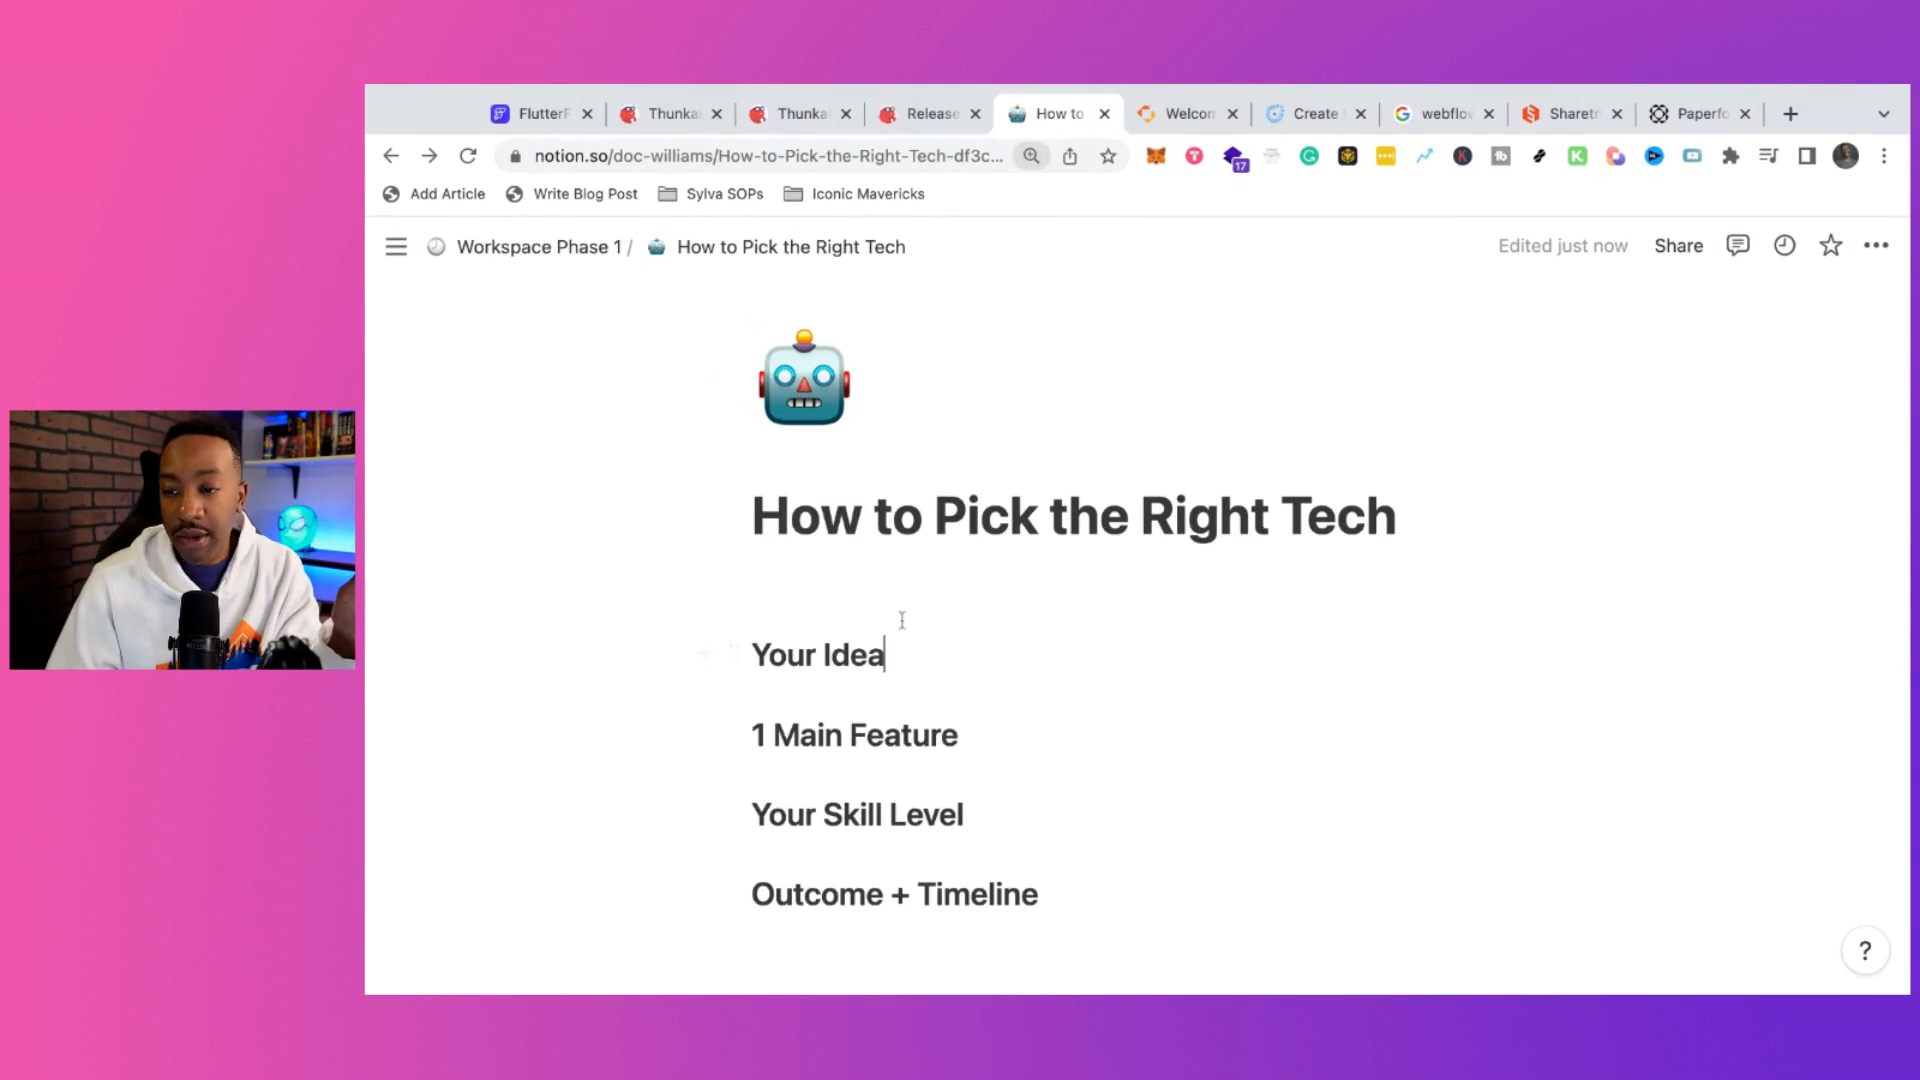 FlutterF
Thunka
Thunka
Release
How to
Welcom
Create
webflow
Sharetr
Paperfo
notion.so/doc-williams/How-to-Pick-the-Right-Tech-df3c...
17
Add Article
Write Blog Post
Sylva SOPs
Iconic Mavericks
Workspace Phase 1 /
How to Pick the Right Tech
Edited just now
Share
How to Pick the Right Tech
Your Idea
1 Main Feature
Your Skill Level
Outcome + Timeline
?